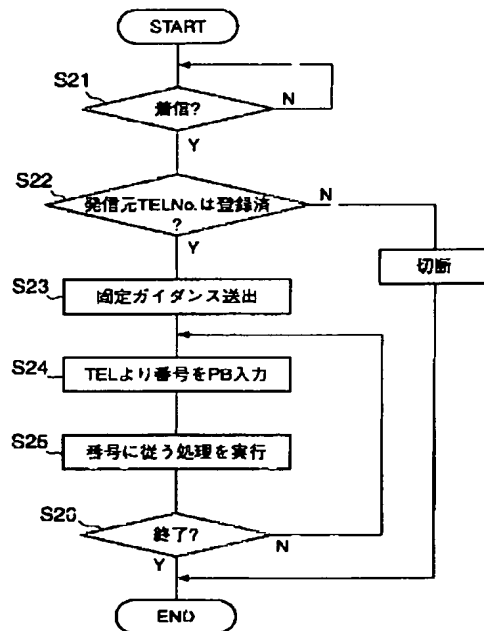 START
S21
着信?
N
Y
S22
発信元TELNo.は登録済
?
N
Y
切断
S23
固定ガイダンス送出
S24
TELより番号をPB入力
S25
番号に従う処理を実行
S26
終了?
N
Y
END